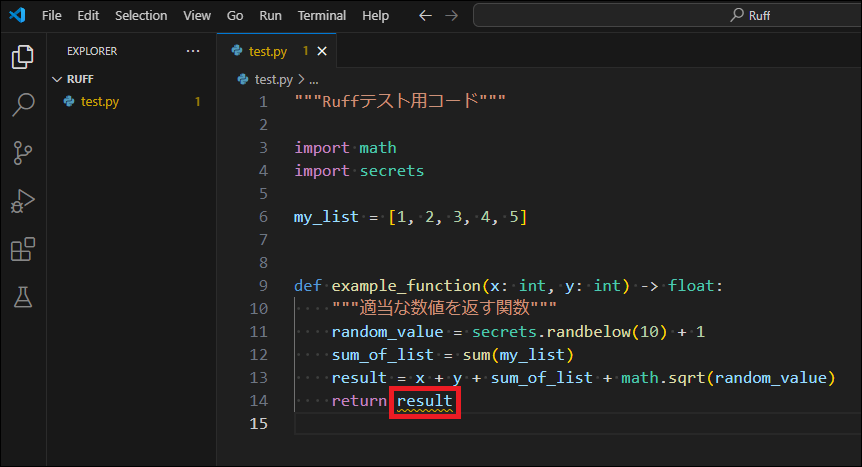 File Edit Selection View Go Run Terminal Help ← → Ruff
EXPLORER ···
RUFF
test.py 1
test.py 1 ×
test.py > ...
1 """Ruffテスト用コード"""
2
3 import math
4 import secrets
5
6 my_list = [1, 2, 3, 4, 5]
7
8
9 def example_function(x: int, y: int) -> float:
10 """適当な数値を返す関数"""
11 random_value = secrets.randbelow(10) + 1
12 sum_of_list = sum(my_list)
13 result = x + y + sum_of_list + math.sqrt(random_value)
14 return result
15